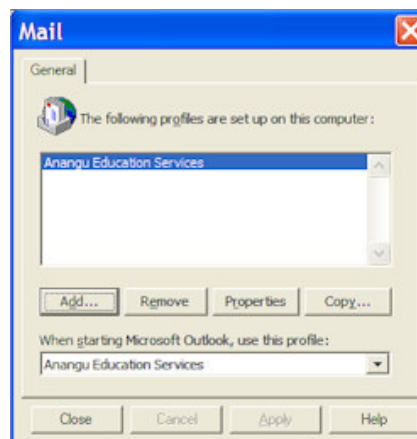 Mail
General
The following profiles are set up on this computer:
Anangu Education Services
Add... Remove Properties Copy...
When starting Microsoft Outlook, use this profile:
Anangu Education Services
Close Cancel Apply Help